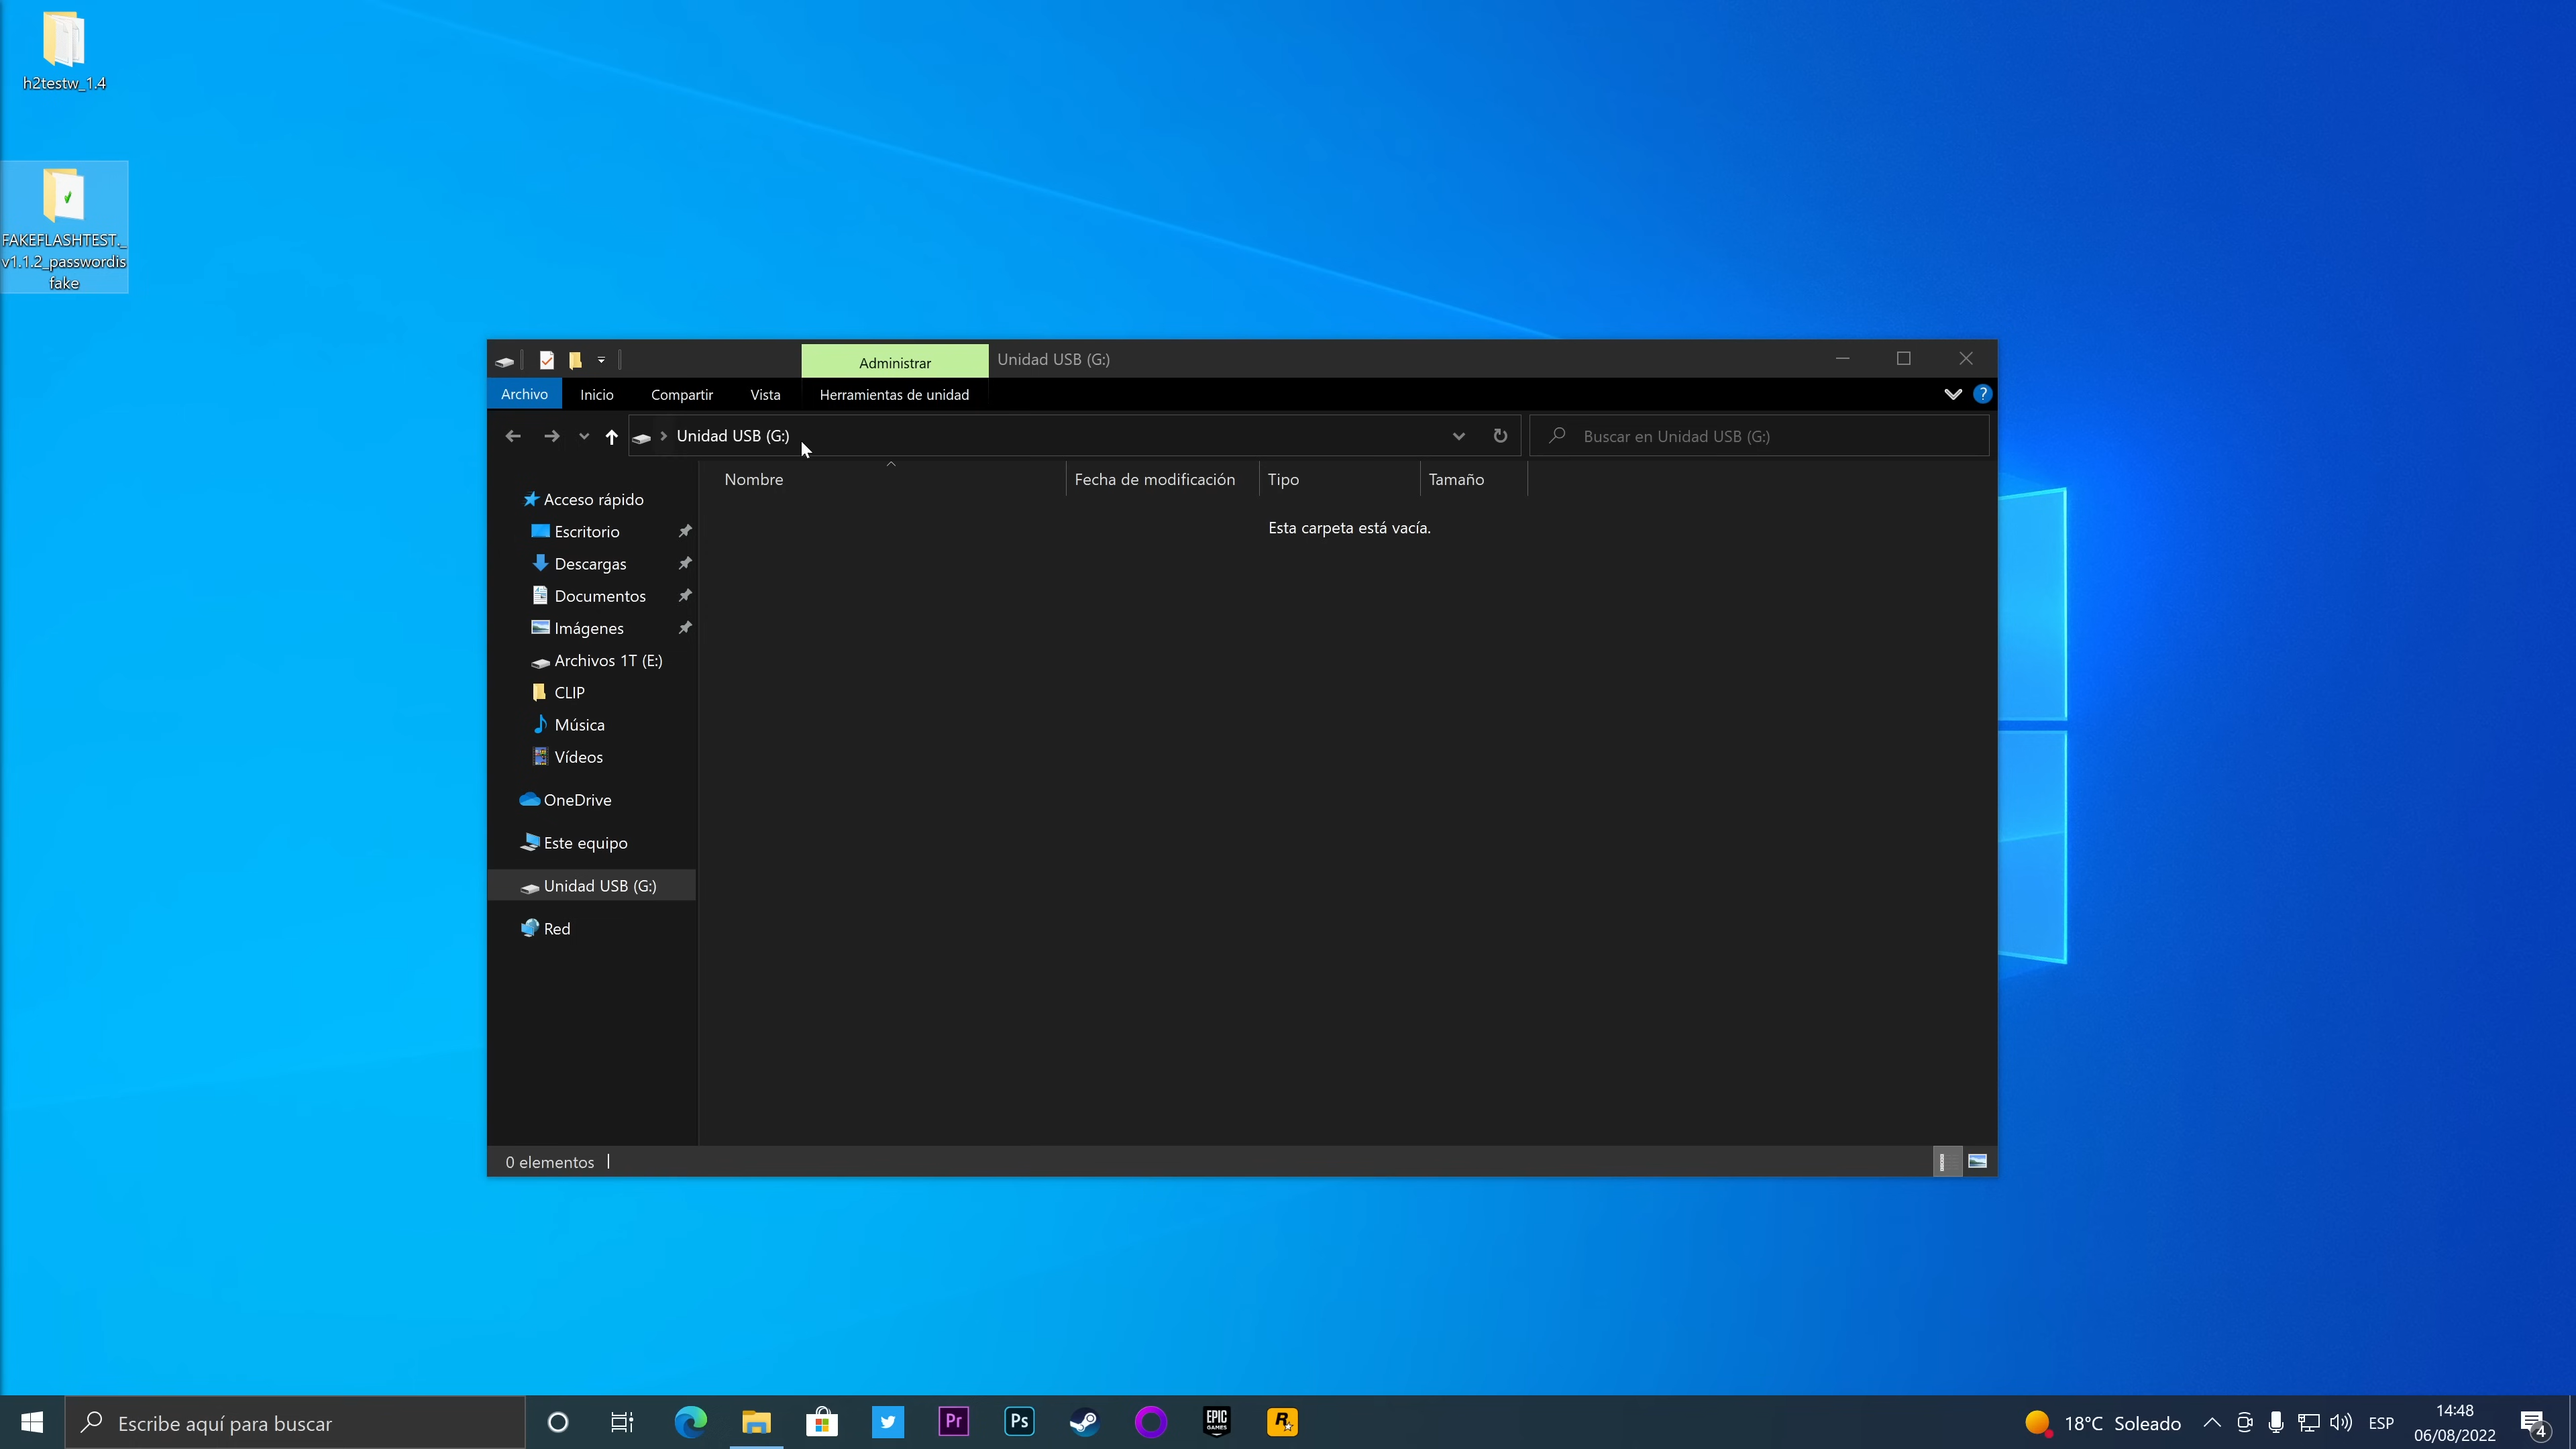 h2testw_1.4
FAKEFLASHTEST._
v1.1.2_passwordis
fake
Administrar
Unidad USB (G:)
Archivo
Inicio
Compartir
Vista
Herramientas de unidad
?
Unidad USB (G:)
Buscar en Unidad USB (G:)
Nombre
Fecha de modificación
Tipo
Tamaño
Esta carpeta está vacía.
Acceso rápido
Escritorio
Descargas
Documentos
Imágenes
Archivos 1T (E:)
CLIP
Música
Vídeos
OneDrive
Este equipo
Unidad USB (G:)
Red
0 elementos
Escribe aquí para buscar
Pr
Ps
EPIC
GAMES
R
18°C Soleado
ESP
14:48
06/08/2022
4